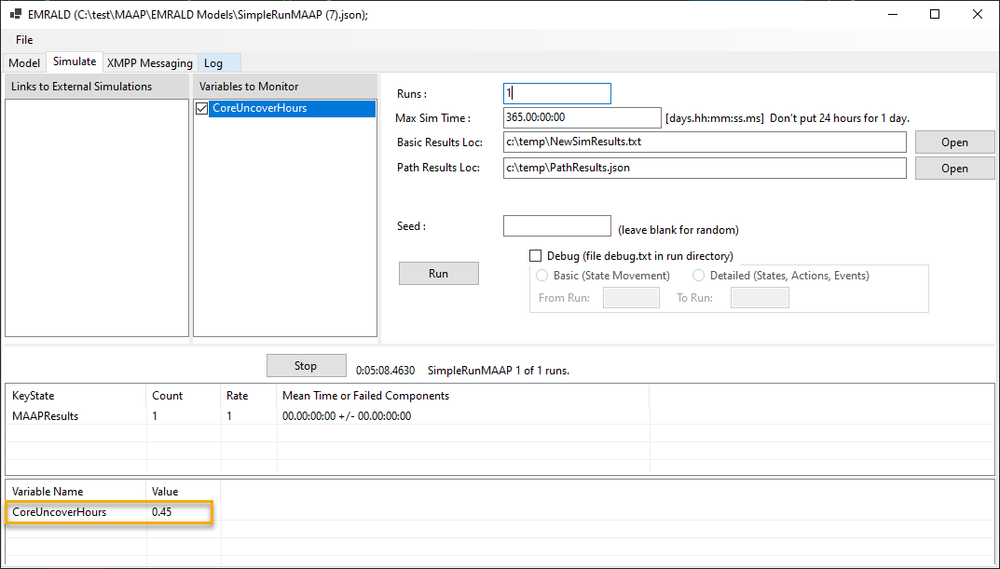 EMRALD (C:\test\MAAP\EMRALD Models\SimpleRunMAAP (7).json);
File
Model Simulate XMPP Messaging Log
Links to External Simulations
Variables to Monitor
CoreUncoverHours
Runs : 1
Max Sim Time : 365.00:00:00 [days.hh:mm:ss.ms] Don't put 24 hours for 1 day.
Basic Results Loc: c:\temp\NewSimResults.txt Open
Path Results Loc: c:\temp\PathResults.json Open
Seed : (leave blank for random)
Debug (file debug.txt in run directory)
Run
Basic (State Movement) Detailed (States, Actions, Events)
From Run: To Run:
Stop 0:05:08.4630 SimpleRunMAAP 1 of 1 runs.
KeyState Count Rate Mean Time or Failed Components
MAAPResults 1 1 00.00:00:00 +/- 00.00:00:00
Variable Name Value
CoreUncoverHours 0.45